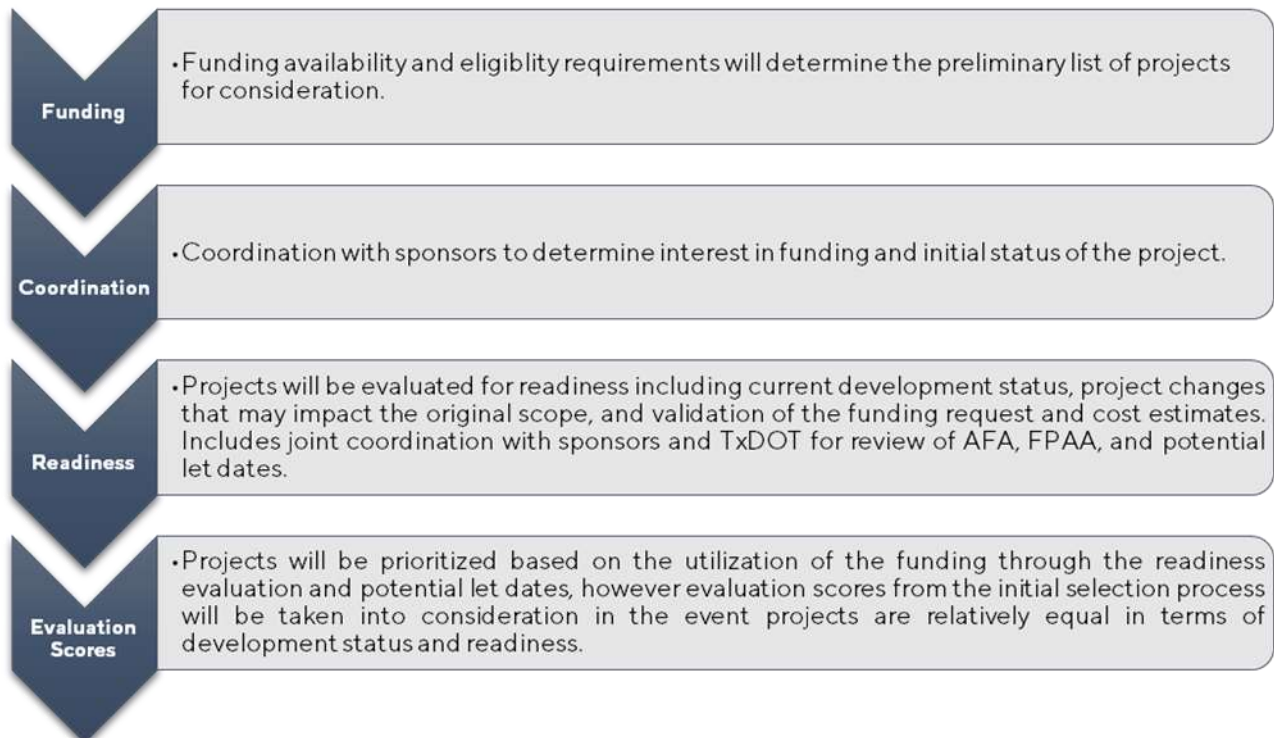 Funding
•Funding availability and eligiblity requirements will determine the preliminary list of projects
for consideration.
Coordination
•Coordination with sponsors to determine interest in funding and initial status of the project.
Readiness
•Projects will be evaluated for readiness including current development status, project changes
that may impact the original scope, and validation of the funding request and cost estimates.
Includes joint coordination with sponsors and TxDOT for review of AFA, FPAA, and potential
let dates.
Evaluation
Scores
•Projects will be prioritized based on the utilization of the funding through the readiness
evaluation and potential let dates, however evaluation scores from the initial selection process
will be taken into consideration in the event projects are relatively equal in terms of
development status and readiness.